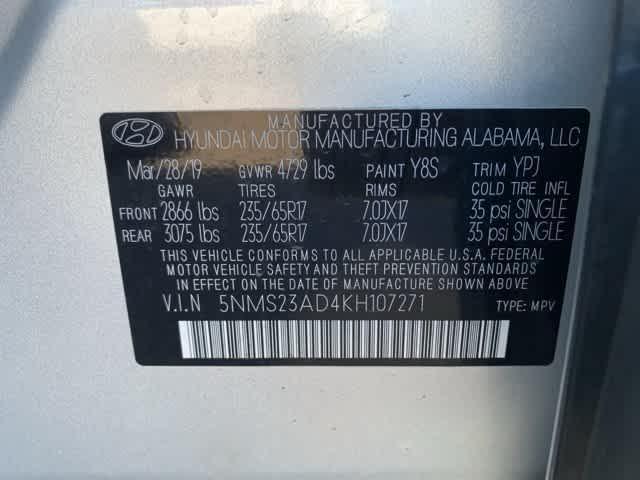 MANUFACTURED BY
HYUNDAI MOTOR MANUFACTURING ALABAMA, LLC
Mar/28/19 GVWR 4729 lbs PAINT Y8S TRIM YPJ
GAWR TIRES RIMS COLD TIRE INFL
FRONT 2866 lbs 235/65R17 7.0JX17 35 psi SINGLE
REAR 3075 lbs 235/65R17 7.0JX17 35 psi SINGLE
THIS VEHICLE CONFORMS TO ALL APPLICABLE U.S.A. FEDERAL
MOTOR VEHICLE SAFETY AND THEFT PREVENTION STANDARDS
IN EFFECT ON THE DATE OF MANUFACTURE SHOWN ABOVE
V.I.N 5NMS23AD4KH107271 TYPE: MPV